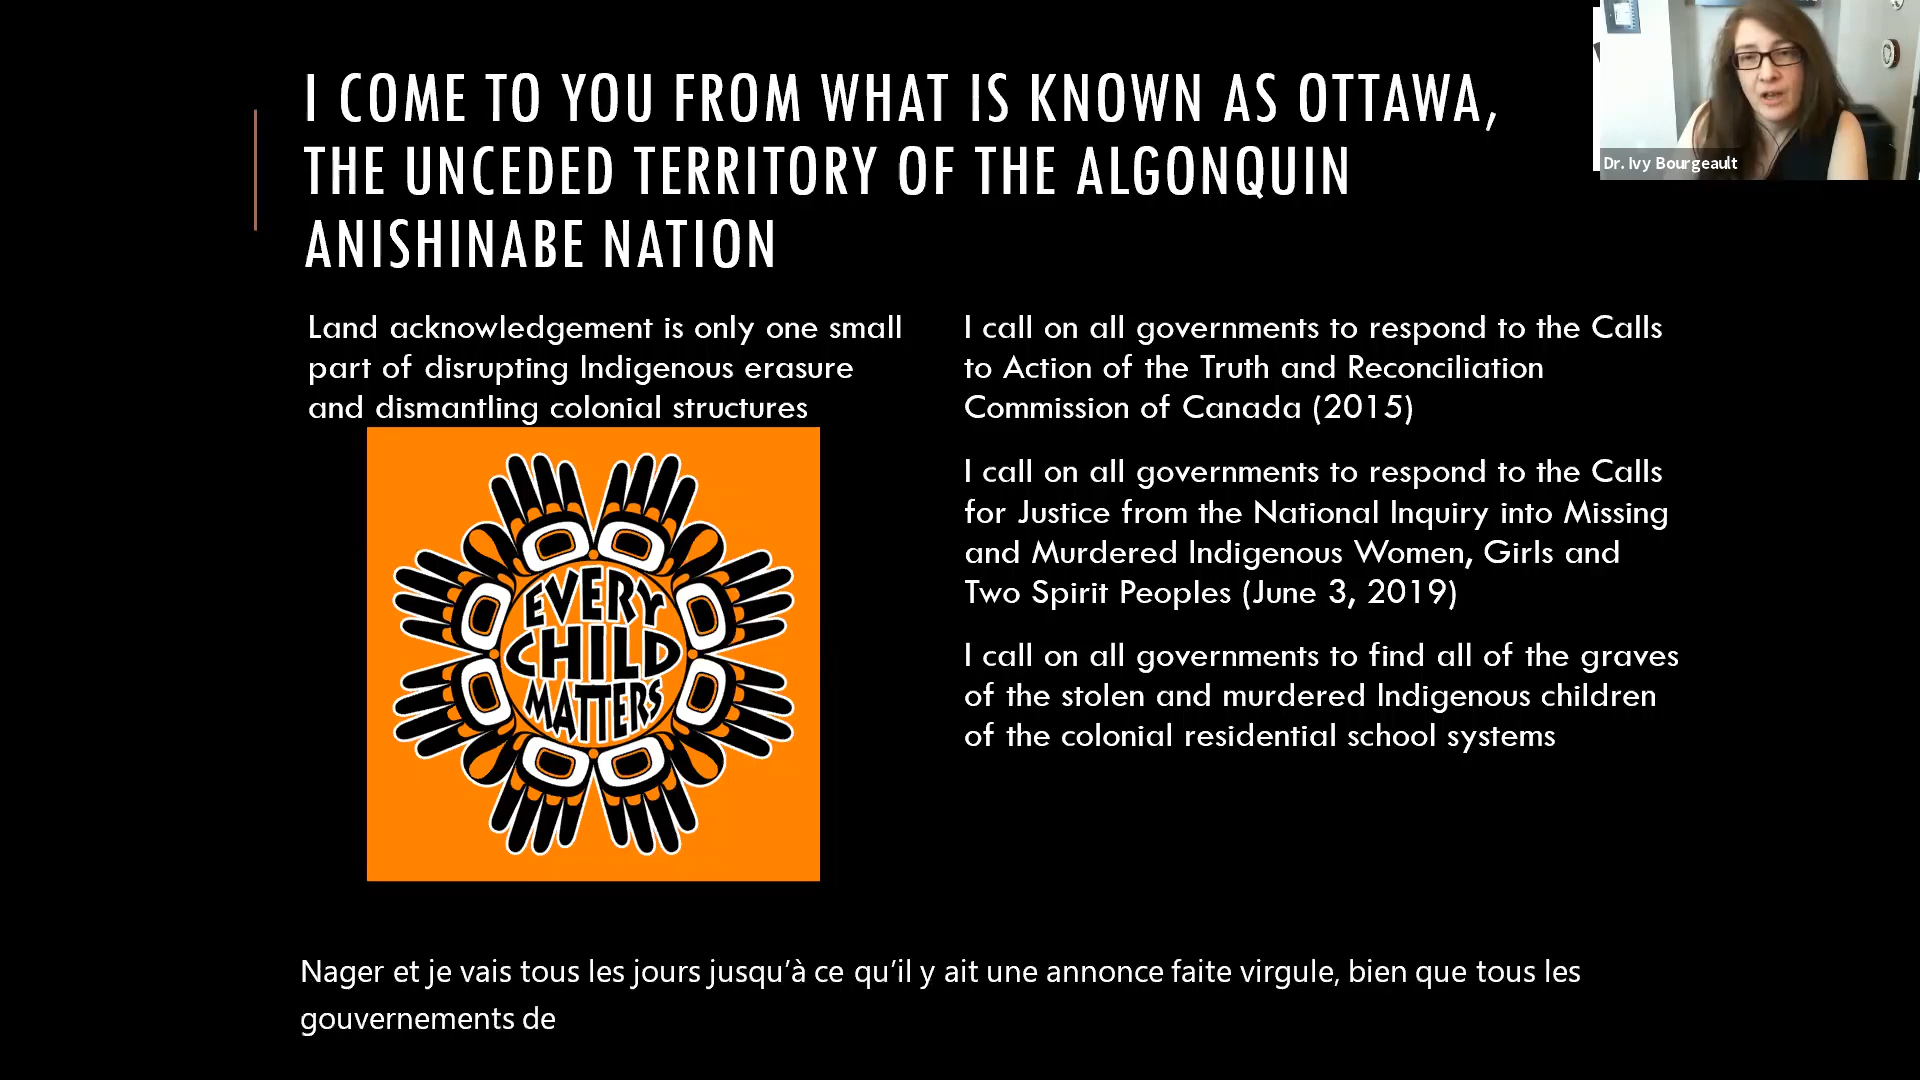 I COME TO YOU FROM WHAT IS KNOWN AS OTTAWA,
THE UNCEDED TERRITORY OF THE ALGONQUIN
ANISHINABE NATION
Dr. Ivy Bourgeault
Land acknowledgement is only one small
part of disrupting Indigenous erasure
and dismantling colonial structures
EVERY
CHILD
MATTERS
I call on all governments to respond to the Calls
to Action of the Truth and Reconciliation
Commission of Canada (2015)
I call on all governments to respond to the Calls
for Justice from the National Inquiry into Missing
and Murdered Indigenous Women, Girls and
Two Spirit Peoples (June 3, 2019)
I call on all governments to find all of the graves
of the stolen and murdered Indigenous children
of the colonial residential school systems
Nager et je vais tous les jours jusqu’à ce qu’il y ait une annonce faite virgule, bien que tous les
gouvernements de